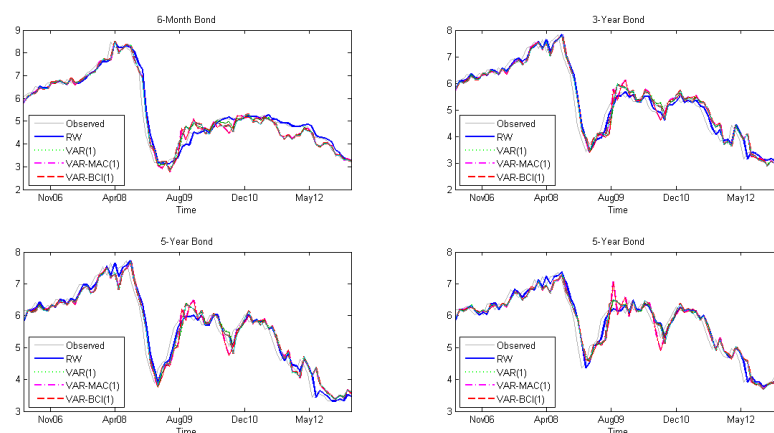 6-Month Bond
9
8
7
6
5
4
3
2
Observed
RW
VAR(1)
VAR-MAC(1)
VAR-BCI(1)
Nov06
Apr08
Aug09
Dec10
May12
Time
3-Year Bond
8
7
6
5
4
3
2
Observed
RW
VAR(1)
VAR-MAC(1)
VAR-BCI(1)
Nov06
Apr08
Aug09
Dec10
May12
Time
5-Year Bond
8
7
6
5
4
3
Observed
RW
VAR(1)
VAR-MAC(1)
VAR-BCI(1)
Nov06
Apr08
Aug09
Dec10
May12
Time
5-Year Bond
8
7
6
5
4
3
Observed
RW
VAR(1)
VAR-MAC(1)
VAR-BCI(1)
Nov06
Apr08
Aug09
Dec10
May12
Time